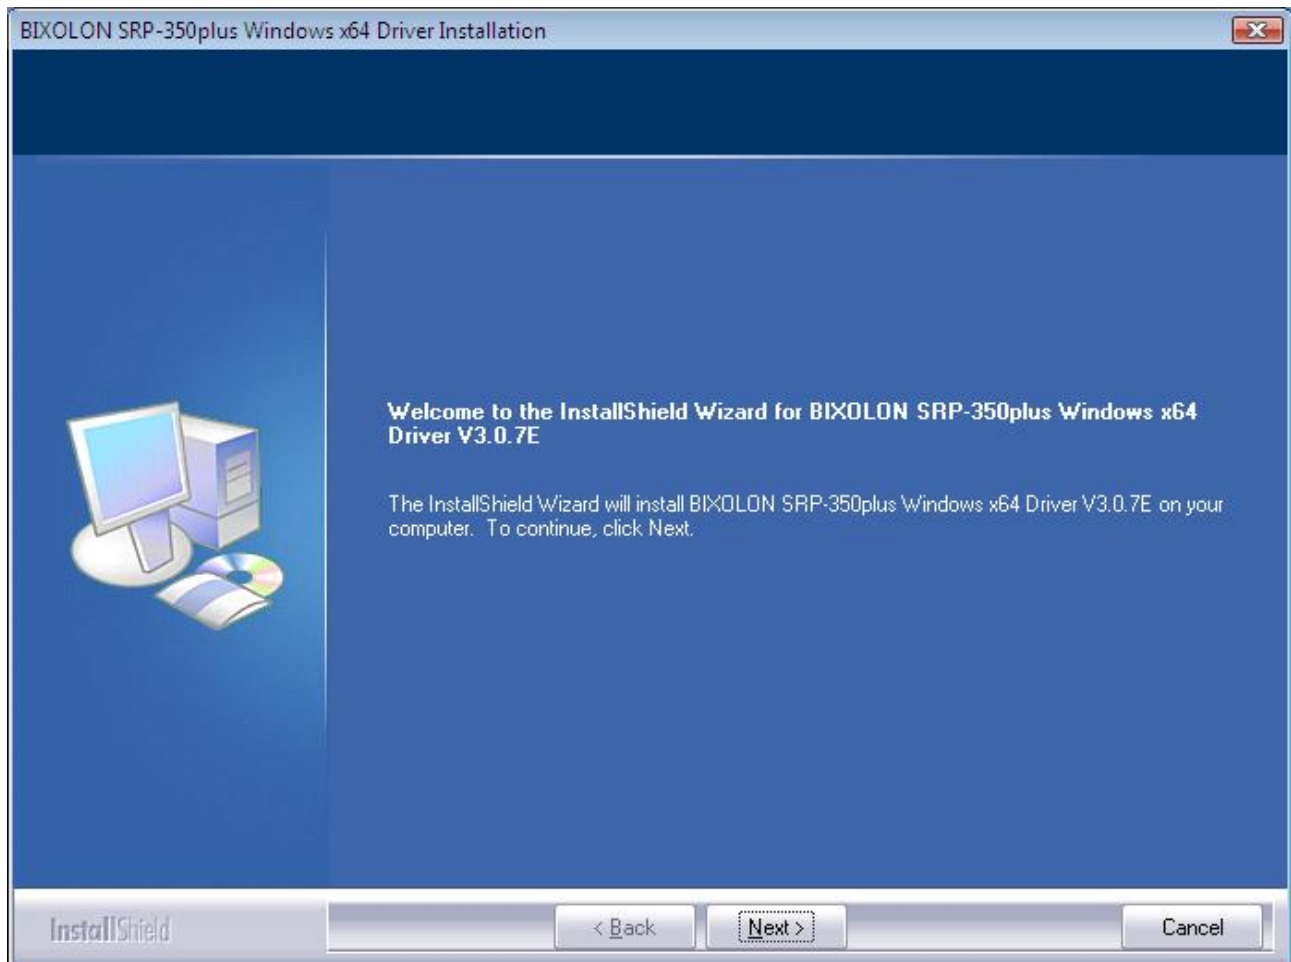 BIXOLON SRP-350plus Windows x64 Driver Installation
Welcome to the InstallShield Wizard for BIXOLON SRP-350plus Windows x64
Driver V3.0.7E
The InstallShield Wizard will install BIXOLON SRP-350plus Windows x64 Driver V3.0.7E on your
computer.  To continue, click Next.
InstallShield
< Back
Next >
Cancel